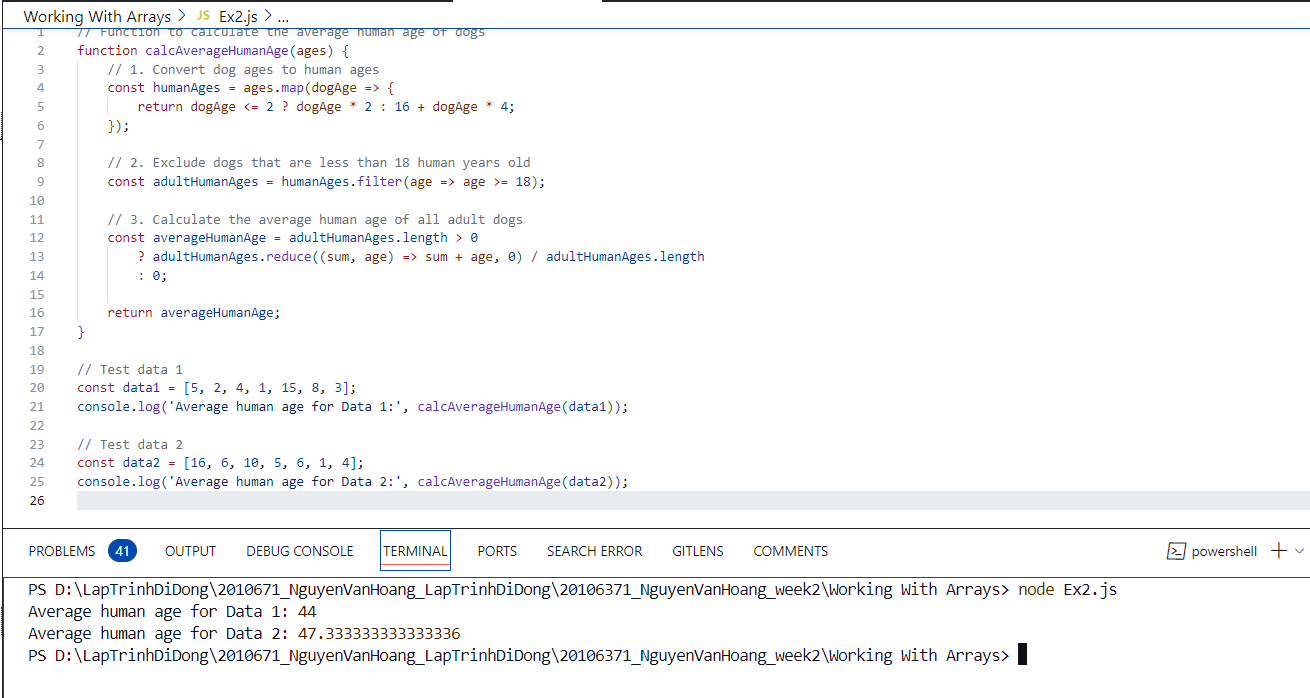 Working With Arrays > JS Ex2.js > ...
1 // Function to calculate the average human age of dogs
2 function calcAverageHumanAge(ages) {
3 // 1. Convert dog ages to human ages
4 const humanAges = ages.map(dogAge => {
5 return dogAge <= 2 ? dogAge * 2 : 16 + dogAge * 4;
6 });
7
8 // 2. Exclude dogs that are less than 18 human years old
9 const adultHumanAges = humanAges.filter(age => age >= 18);
10
11 // 3. Calculate the average human age of all adult dogs
12 const averageHumanAge = adultHumanAges.length > 0
13 ? adultHumanAges.reduce((sum, age) => sum + age, 0) / adultHumanAges.length
14 : 0;
15
16 return averageHumanAge;
17 }
18
19 // Test data 1
20 const data1 = [5, 2, 4, 1, 15, 8, 3];
21 console.log('Average human age for Data 1:', calcAverageHumanAge(data1));
22
23 // Test data 2
24 const data2 = [16, 6, 10, 5, 6, 1, 4];
25 console.log('Average human age for Data 2:', calcAverageHumanAge(data2));
26
PROBLEMS 41 OUTPUT DEBUG CONSOLE TERMINAL PORTS SEARCH ERROR GITLENS COMMENTS powershell
PS D:\LapTrinhDiDong\2010671_NguyenVanHoang_LapTrinhDiDong\20106371_NguyenVanHoang_week2\Working With Arrays> node Ex2.js
Average human age for Data 1: 44
Average human age for Data 2: 47.333333333333336
PS D:\LapTrinhDiDong\2010671_NguyenVanHoang_LapTrinhDiDong\20106371_NguyenVanHoang_week2\Working With Arrays>